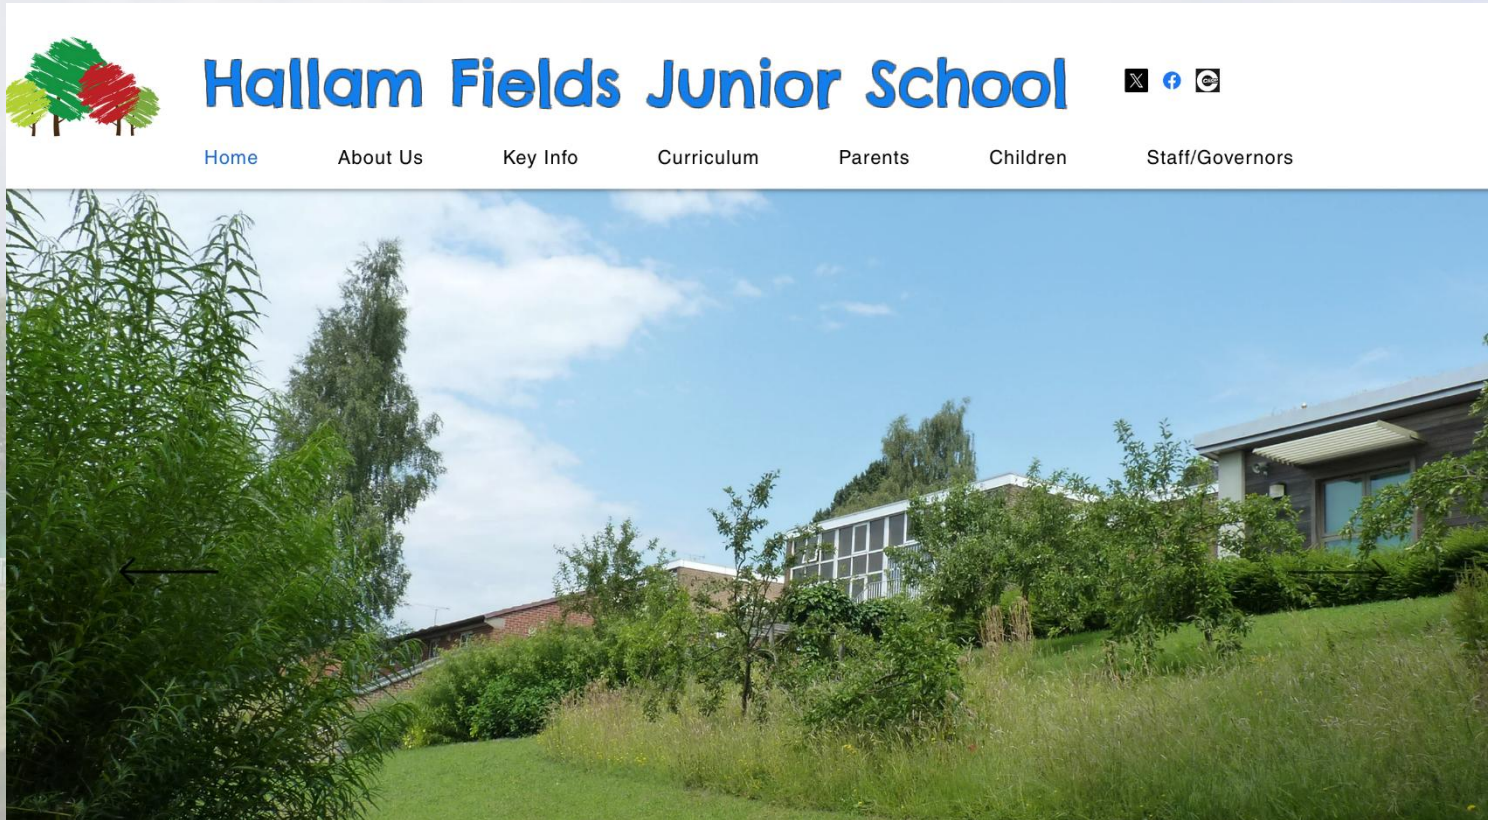 Hallam Fields Junior School
Home About Us Key Info Curriculum Parents Children Staff/Governors